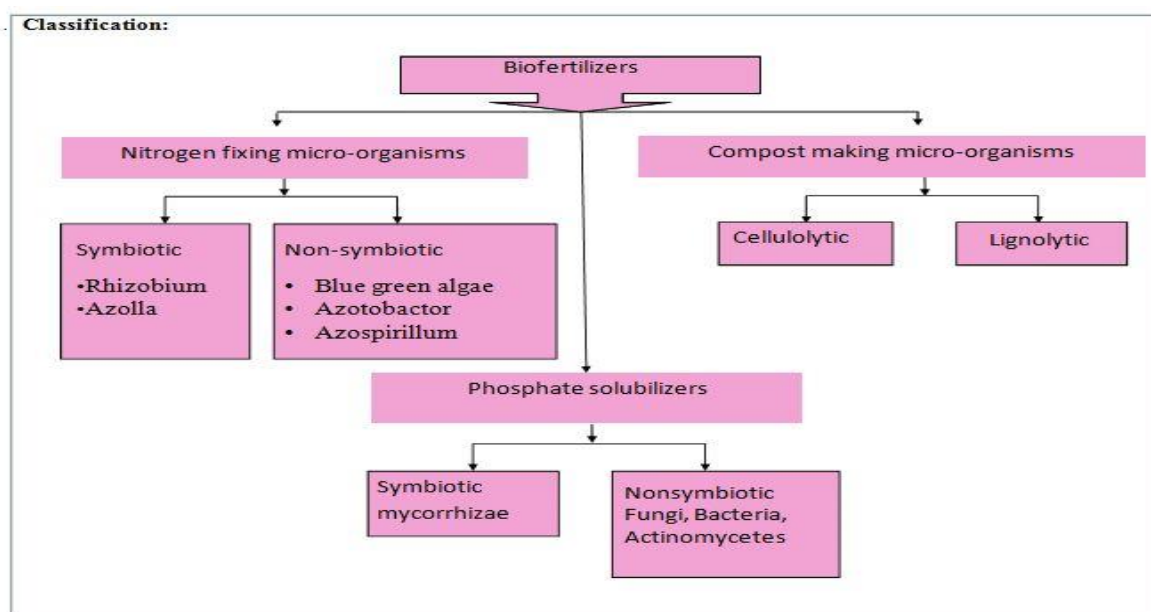 . Classification:
Biofertilizers
Nitrogen fixing micro-organisms
Compost making micro-organisms
Symbiotic
•Rhizobium
•Azolla
Non-symbiotic
• Blue green algae
• Azotobactor
• Azospirillum
Cellulolytic
Lignolytic
Phosphate solubilizers
Symbiotic
mycorrhizae
Nonsymbiotic
Fungi, Bacteria,
Actinomycetes